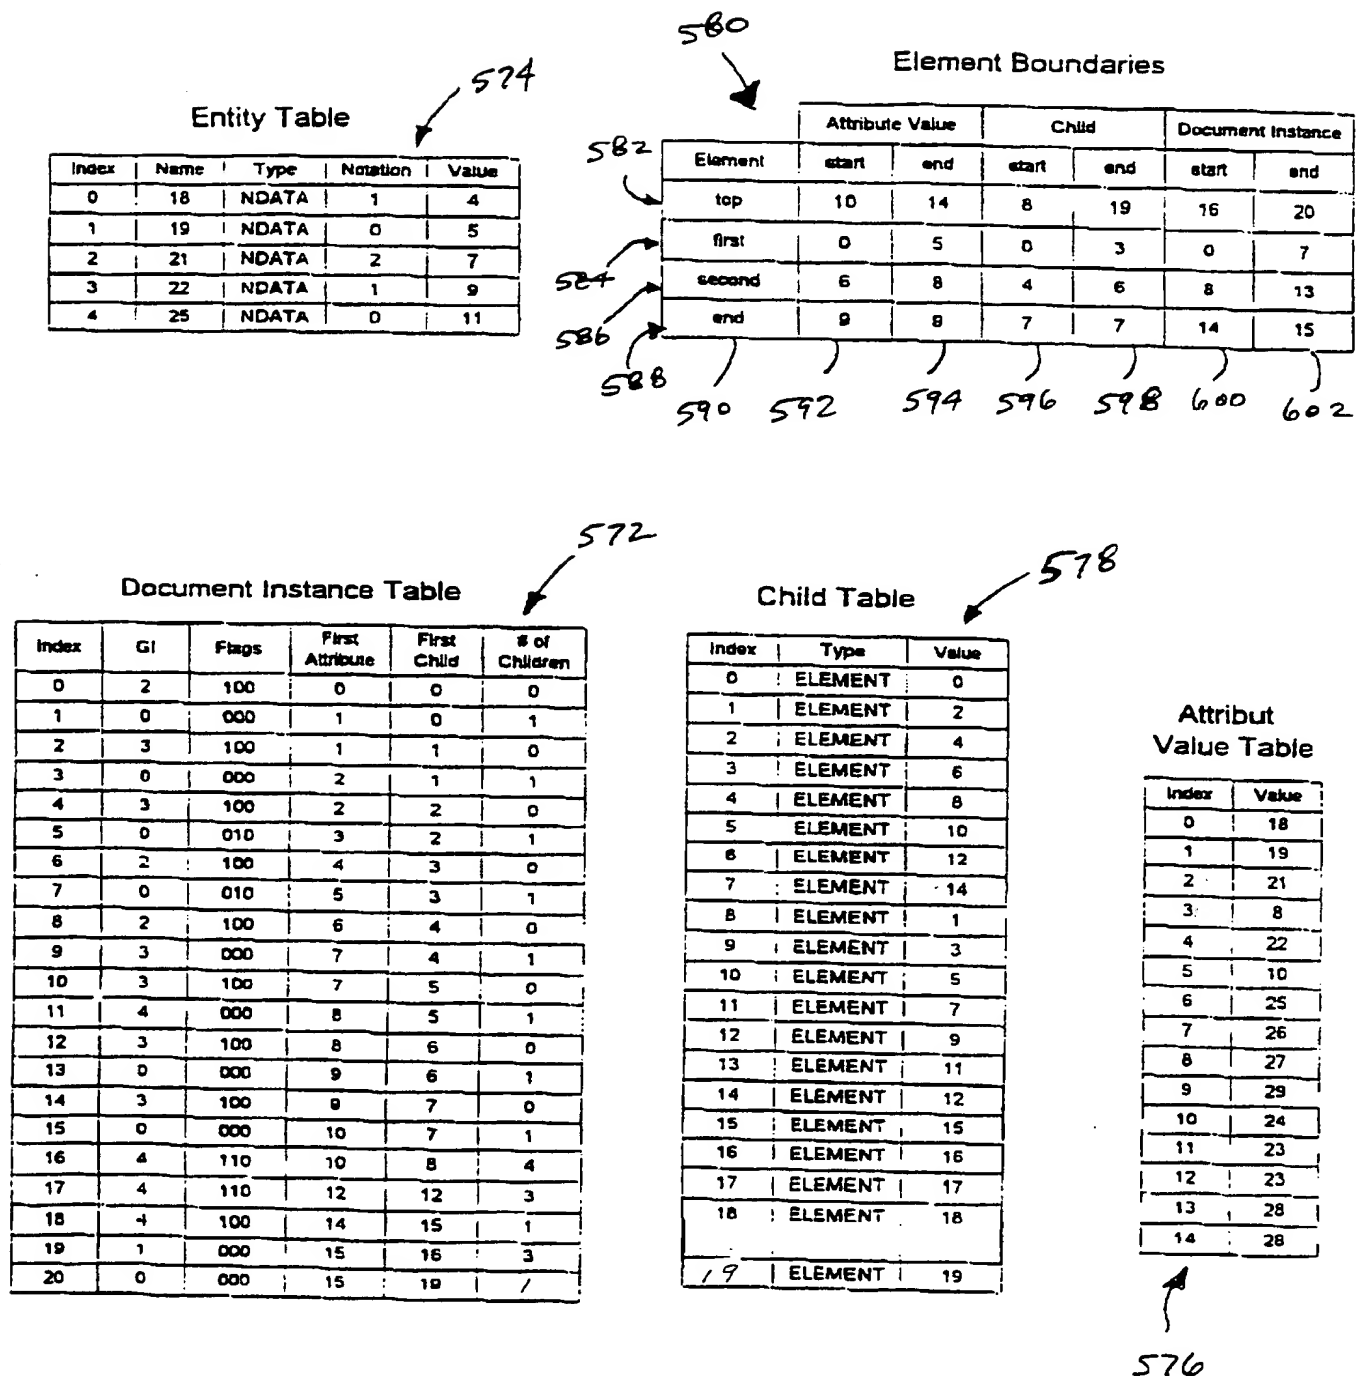 580
Element Boundaries
574
Entity Table
Attribute Value Child Document Instance
582 Element start end start end start end
top 10 14 8 19 16 20
first 0 5 0 3 0 7
584 second 6 8 4 6 8 13
586 end 9 8 7 7 14 15
588
590 592 594 596 598 600 602
Index Name Type Notation Value
0 18 NDATA 1 4
1 19 NDATA 0 5
2 21 NDATA 2 7
3 22 NDATA 1 9
4 25 NDATA 0 11
572
Document Instance Table
Index GI Flags First Attribute First Child # of Children
0 2 100 0 0 0
1 0 000 1 0 1
2 3 100 1 1 0
3 0 000 2 1 1
4 3 100 2 2 0
5 0 010 3 2 1
6 2 100 4 3 0
7 0 010 5 3 1
8 2 100 6 4 0
9 3 000 7 4 1
10 3 100 7 5 0
11 4 000 8 5 1
12 3 100 8 6 0
13 0 000 9 6 1
14 3 100 9 7 0
15 0 000 10 7 1
16 4 110 10 8 4
17 4 110 12 12 3
18 4 100 14 15 1
19 1 000 15 16 3
20 0 000 15 19 1
578
Child Table
Index Type Value
0 ELEMENT 0
1 ELEMENT 2
2 ELEMENT 4
3 ELEMENT 6
4 ELEMENT 8
5 ELEMENT 10
6 ELEMENT 12
7 ELEMENT 14
8 ELEMENT 1
9 ELEMENT 3
10 ELEMENT 5
11 ELEMENT 7
12 ELEMENT 9
13 ELEMENT 11
14 ELEMENT 12
15 ELEMENT 15
16 ELEMENT 16
17 ELEMENT 17
18 ELEMENT 18
19 ELEMENT 19
Attribut
Value Table
Index Value
0 18
1 19
2 21
3 8
4 22
5 10
6 25
7 26
8 27
9 29
10 24
11 23
12 23
13 28
14 28
576